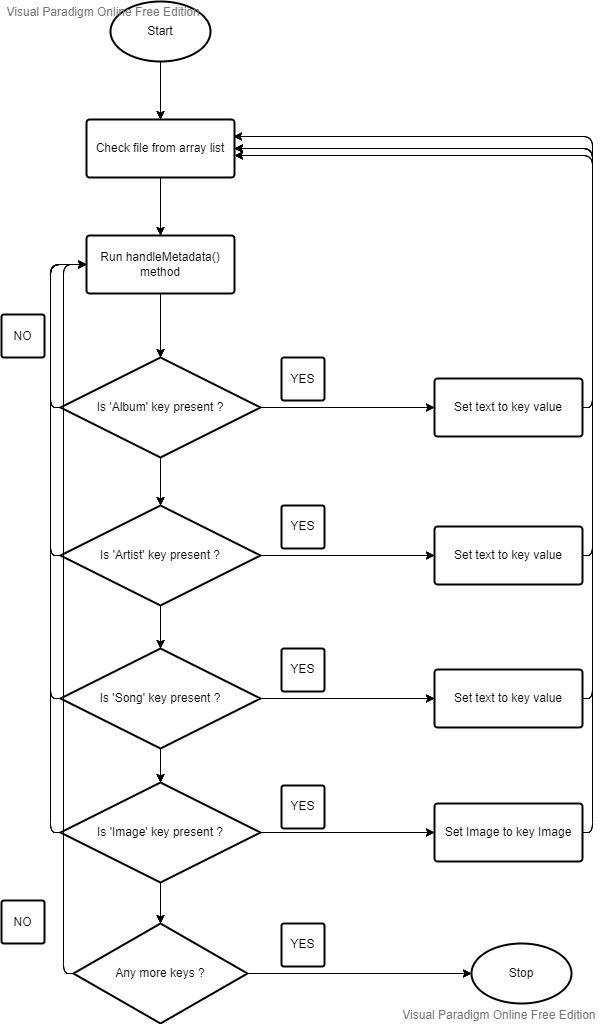 Visual Paradigm Online Free Edition
Start
Check file from array list
Run handleMetadata()
method
NO
YES
Is 'Album' key present ?
Set text to key value
YES
Is 'Artist' key present ?
Set text to key value
YES
Is 'Song' key present ?
Set text to key value
YES
Is 'Image' key present ?
Set Image to key Image
NO
YES
Any more keys ?
Stop
Visual Paradigm Online Free Edition